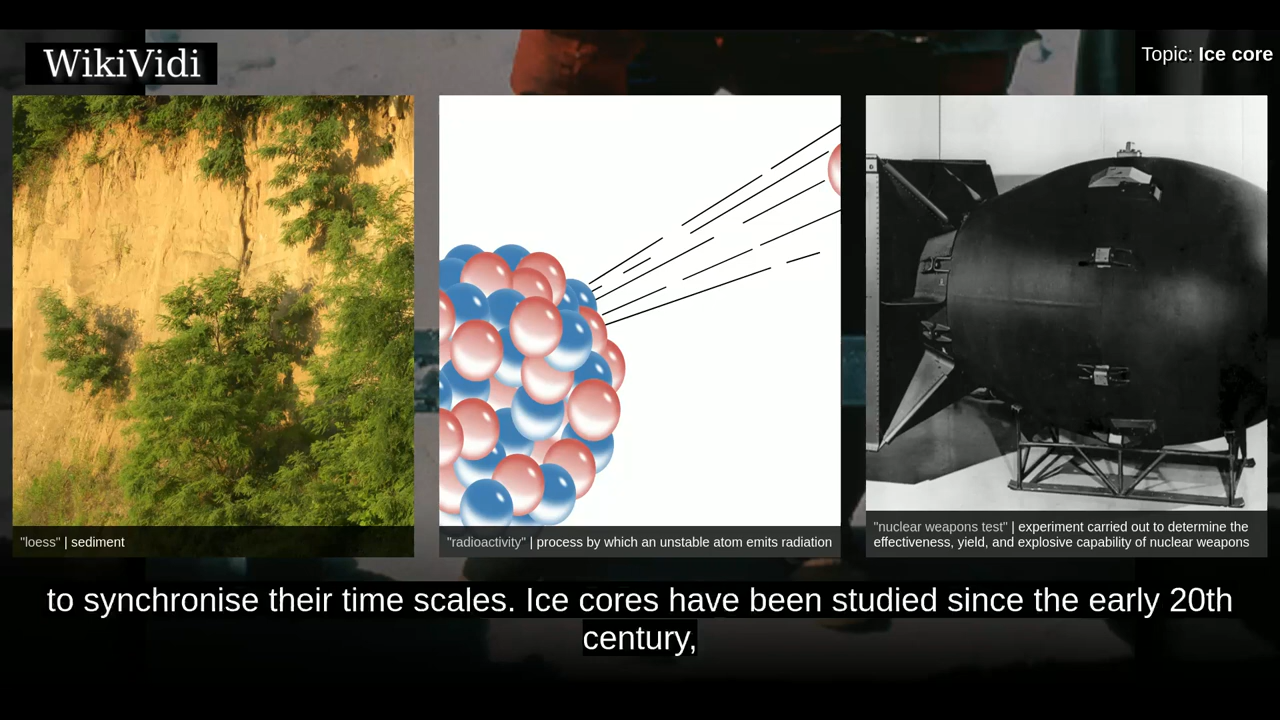 WikiVidi
Topic: Ice core
"loess" | sediment
"radioactivity" | process by which an unstable atom emits radiation
"nuclear weapons test" | experiment carried out to determine the
effectiveness, yield, and explosive capability of nuclear weapons
to synchronise their time scales. Ice cores have been studied since the early 20th
century,